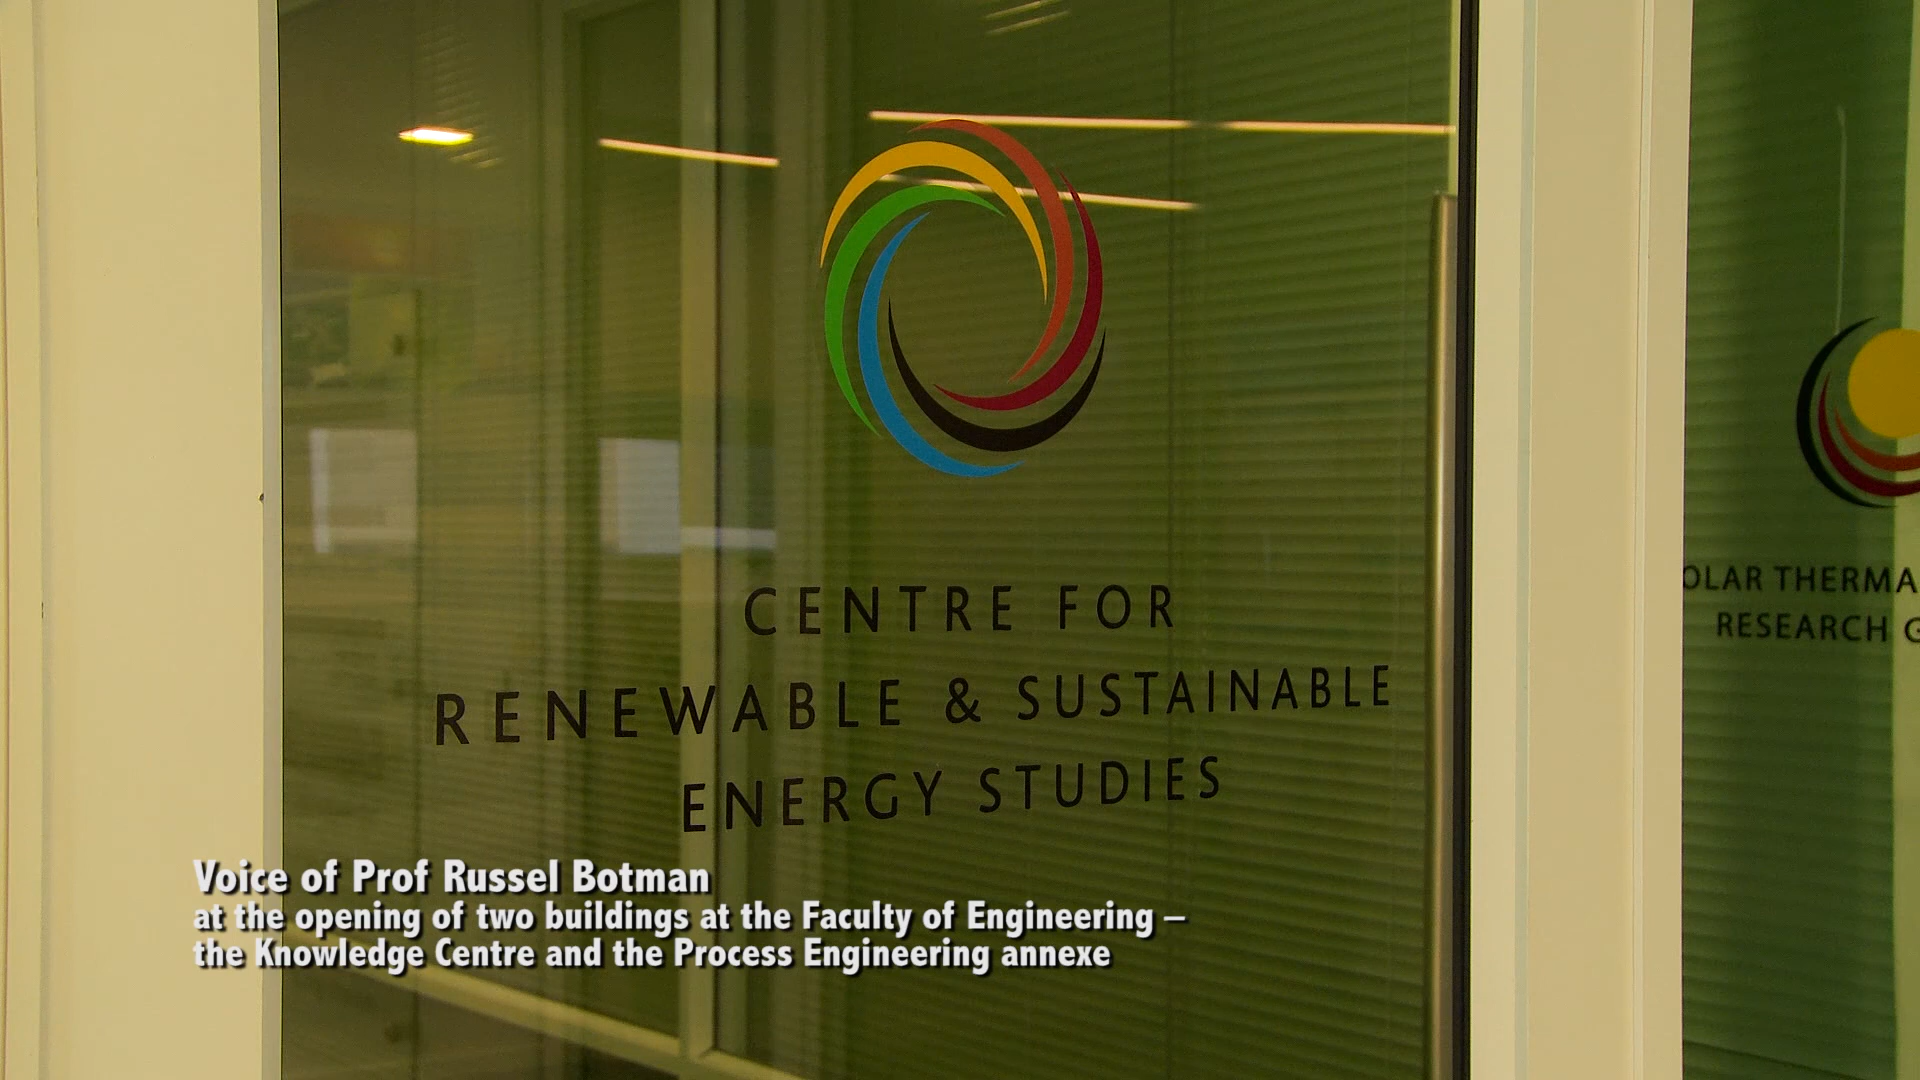 CENTRE FOR
RENEWABLE & SUSTAINABLE
ENERGY STUDIES
OLAR THERMA
RESEARCH G
Voice of Prof Russel Botman
at the opening of two buildings at the Faculty of Engineering –
the Knowledge Centre and the Process Engineering annexe